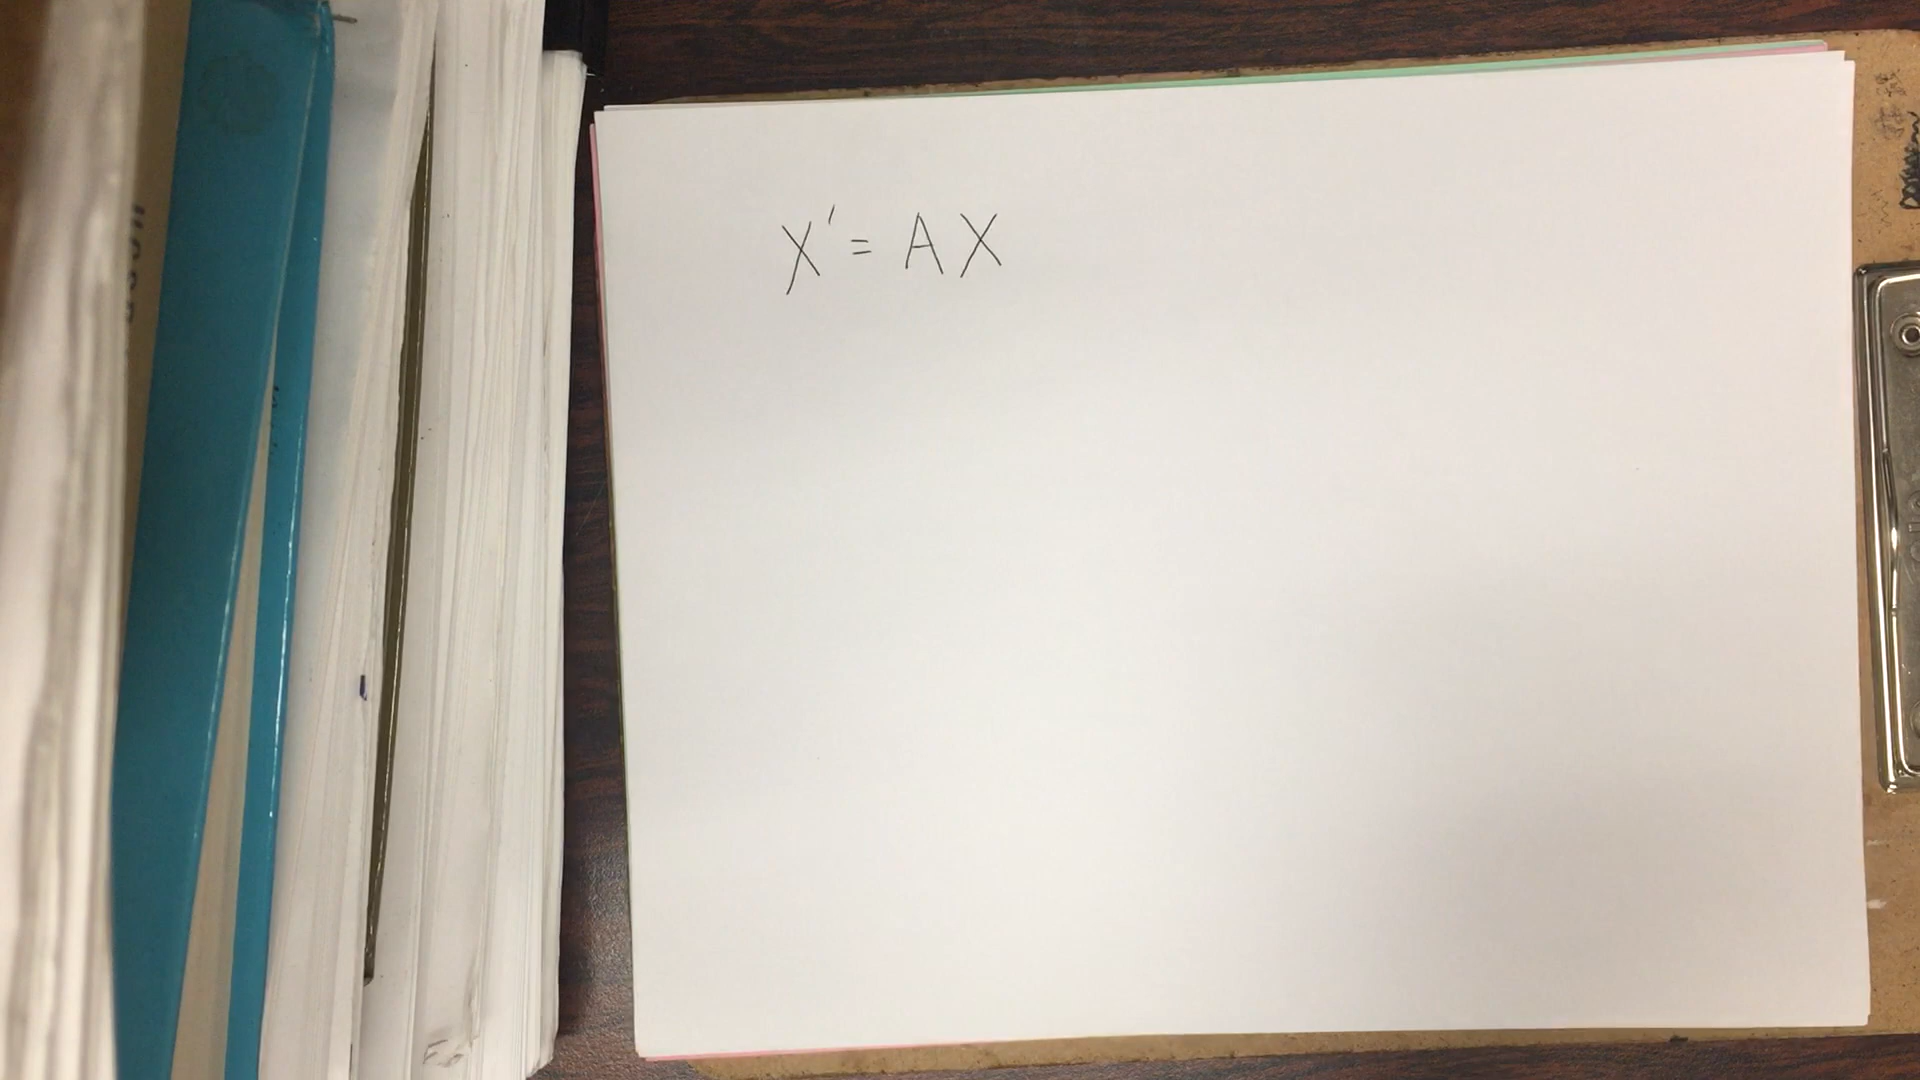 X' = AX